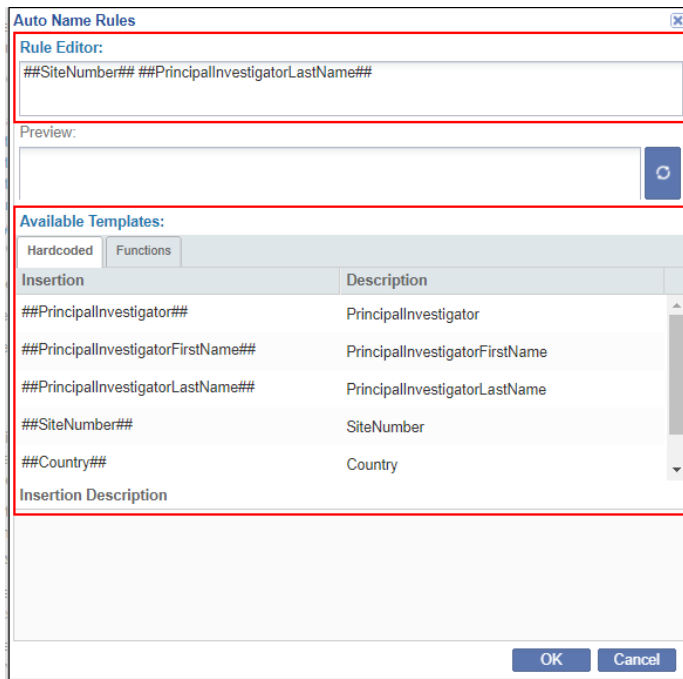 Auto Name Rules
Rule Editor:
##SiteNumber## ##PrincipalInvestigatorLastName##
Preview:
Available Templates:
Hardcoded Functions
Insertion Description
##PrincipalInvestigator## PrincipalInvestigator
##PrincipalInvestigatorFirstName## PrincipalInvestigatorFirstName
##PrincipalInvestigatorLastName## PrincipalInvestigatorLastName
##SiteNumber## SiteNumber
##Country## Country
Insertion Description
OK Cancel